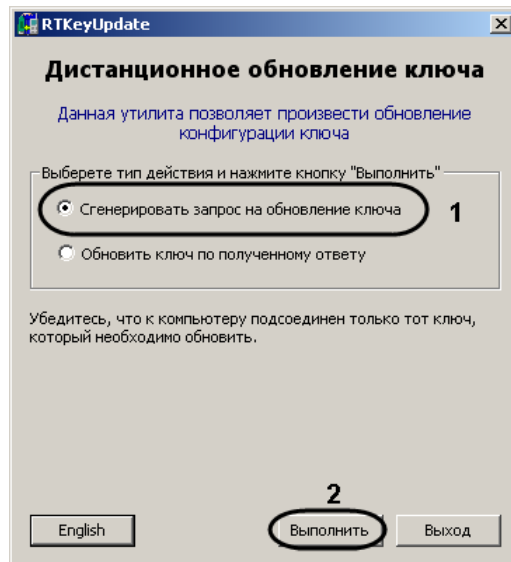 RTKeyUpdate
Дистанционное обновление ключа
Данная утилита позволяет произвести обновление
конфигурации ключа
Выберете тип действия и нажмите кнопку "Выполнить"
Сгенерировать запрос на обновление ключа 1
Обновить ключ по полученному ответу
Убедитесь, что к компьютеру подсоединен только тот ключ,
который необходимо обновить.
2
English Выполнить Выход